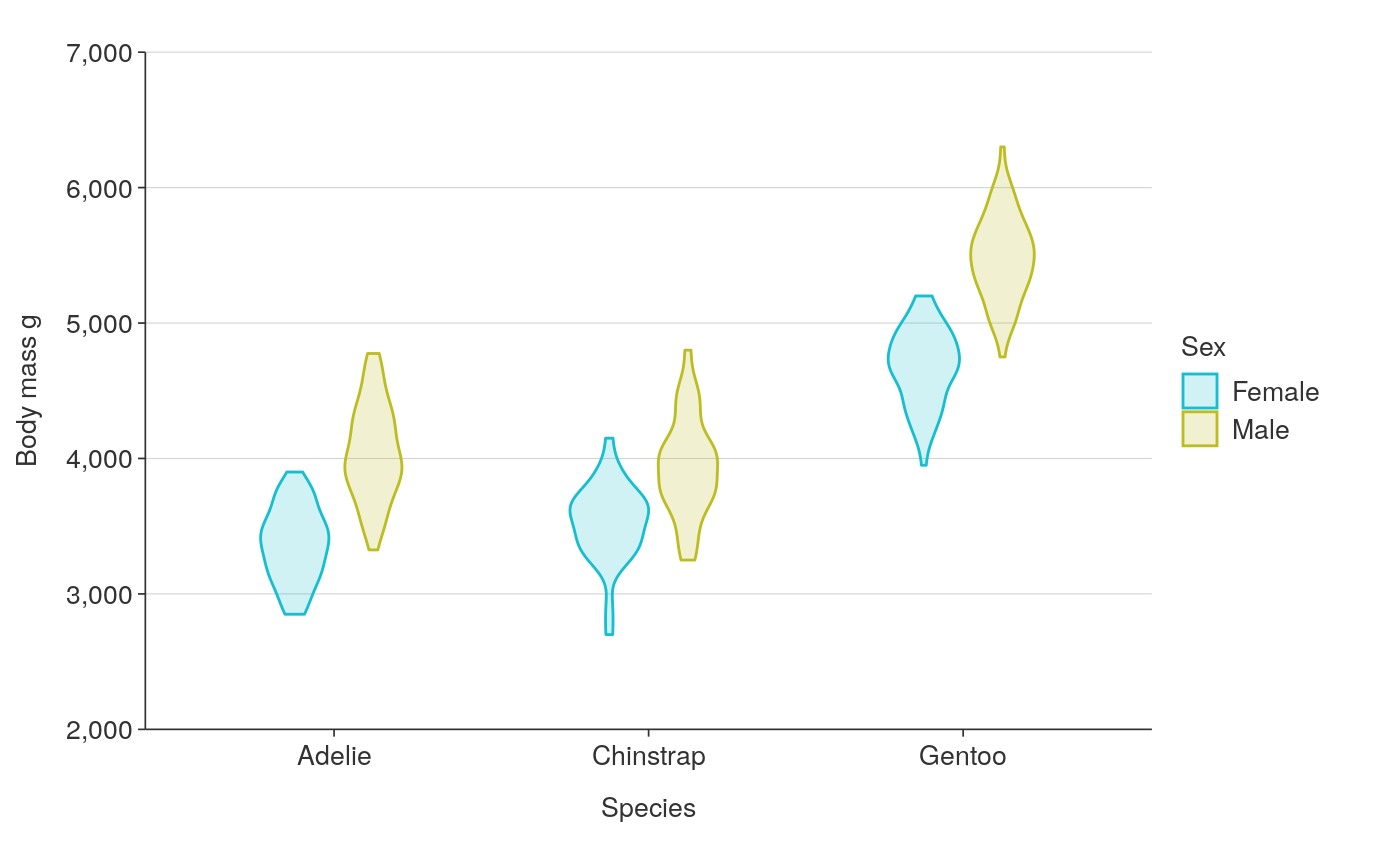 7,000
6,000
5,000
4,000
3,000
2,000
Body mass g
Adelie
Chinstrap
Gentoo
Species
Sex
Female
Male